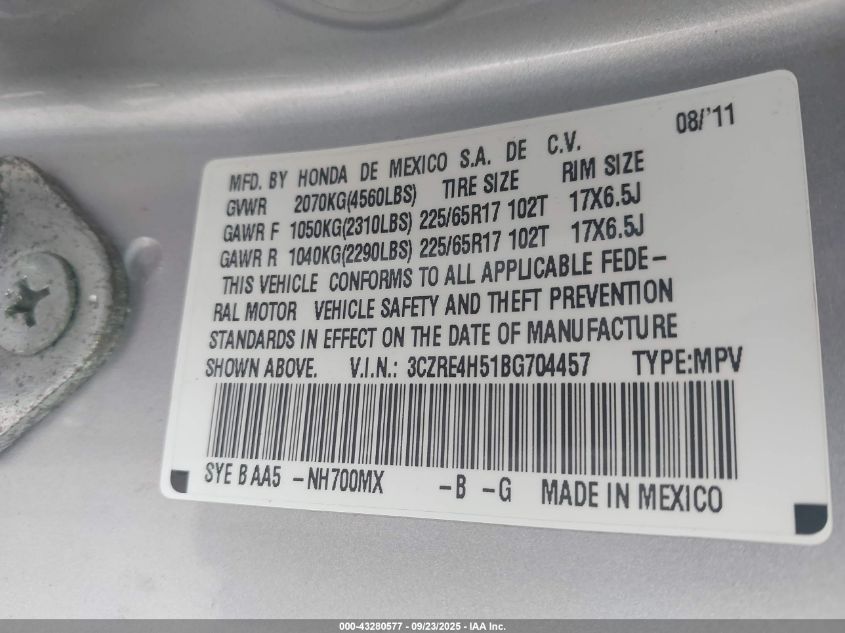 08/'11
MFD. BY HONDA DE MEXICO S.A. DE C.V.
GVWR 2070KG(4560LBS) TIRE SIZE RIM SIZE
GAWR F 1050KG(2310LBS) 225/65R17 102T 17X6.5J
GAWR R 1040KG(2290LBS) 225/65R17 102T 17X6.5J
THIS VEHICLE CONFORMS TO ALL APPLICABLE FEDE-
RAL MOTOR VEHICLE SAFETY AND THEFT PREVENTION
STANDARDS IN EFFECT ON THE DATE OF MANUFACTURE
SHOWN ABOVE. V.I.N.: 3CZRE4H51BG704457 TYPE:MPV
SYE B AA5 -NH700MX -B -G MADE IN MEXICO
000-43280577 - 09/23/2025 - IAA Inc.